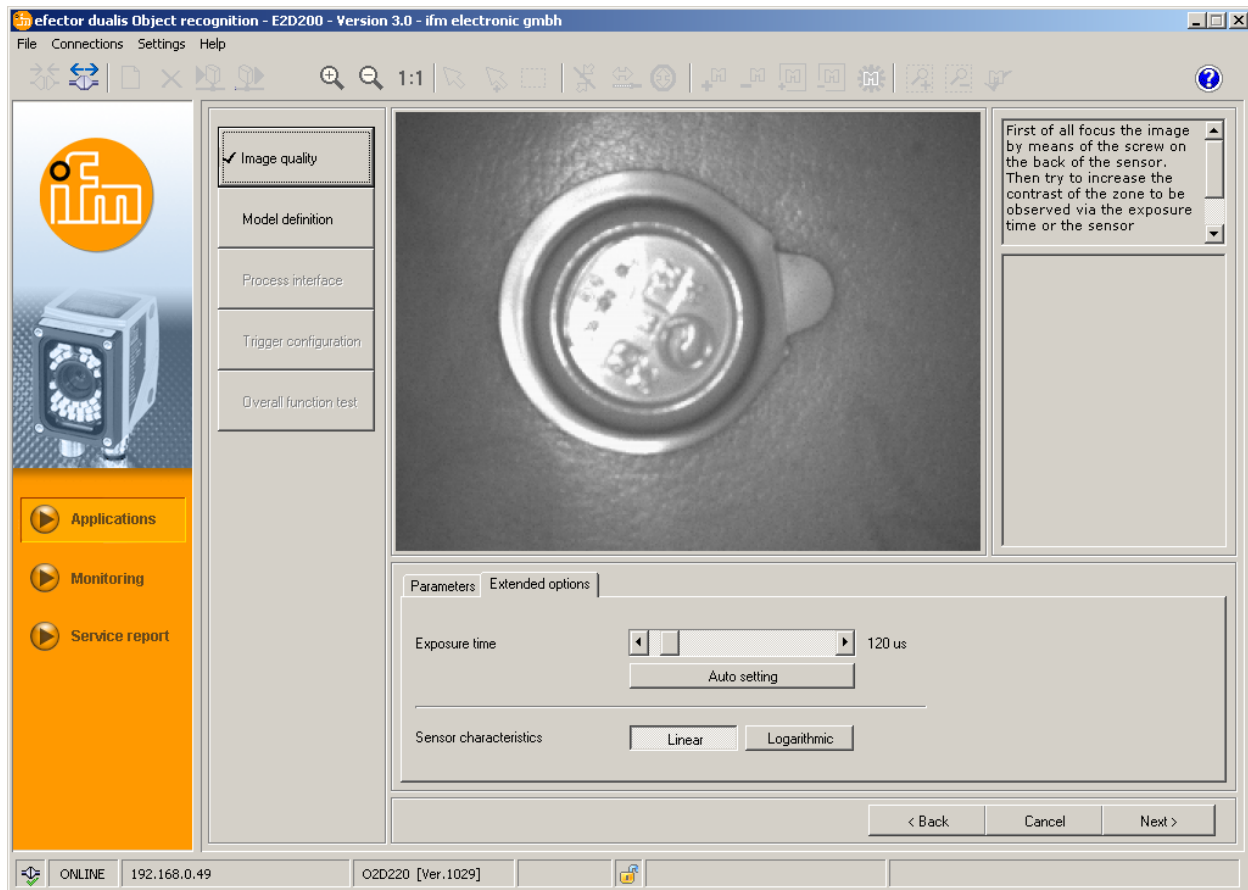 efector dualis Object recognition - E2D200 - Version 3.0 - ifm electronic gmbh
File Connections Settings Help
1:1
ifm
Image quality
Model definition
Process interface
Trigger configuration
Overall function test
First of all focus the image
by means of the screw on
the back of the sensor.
Then try to increase the
contrast of the zone to be
observed via the exposure
time or the sensor
Applications
Monitoring
Service report
Parameters
Extended options
Exposure time
120 us
Auto setting
Sensor characteristics
Linear
Logarithmic
< Back
Cancel
Next >
ONLINE
192.168.0.49
O2D220 [Ver.1029]